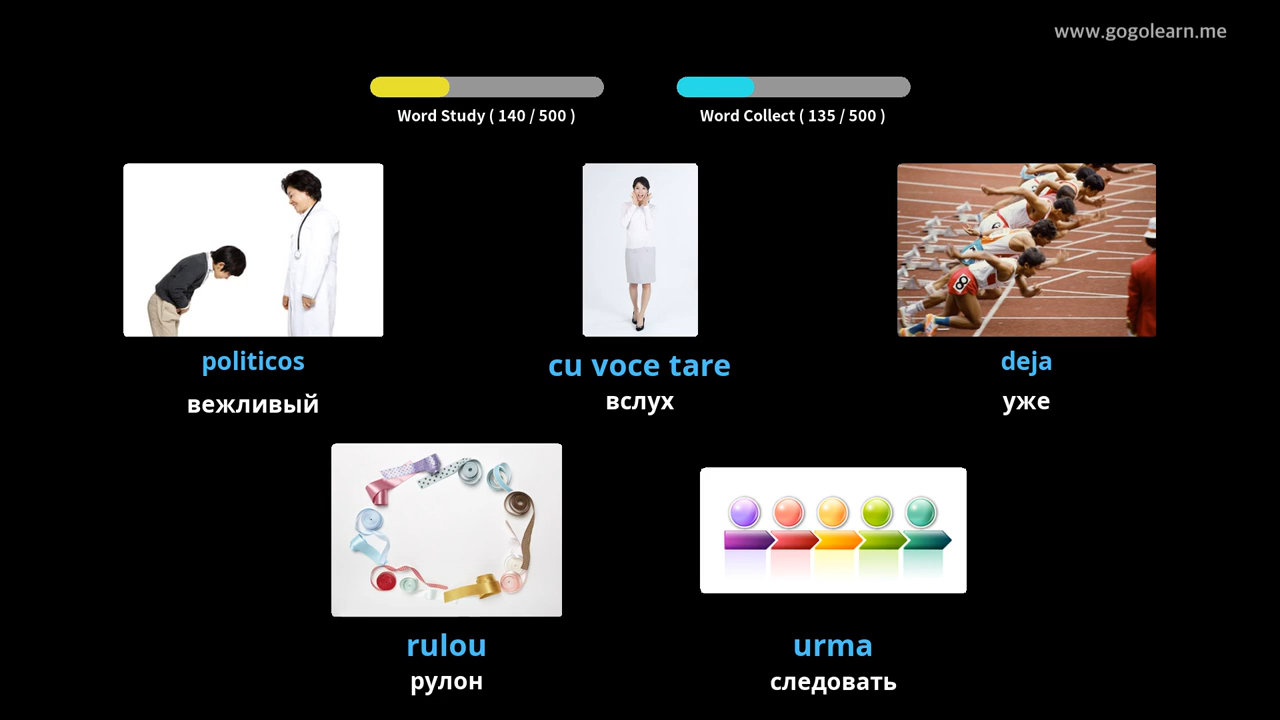 www.gogolearn.me
Word Study ( 140 / 500 )
Word Collect ( 135 / 500 )
8
politicos
вежливый
cu voce tare
вслух
deja
уже
rulou
рулон
urma
следовать